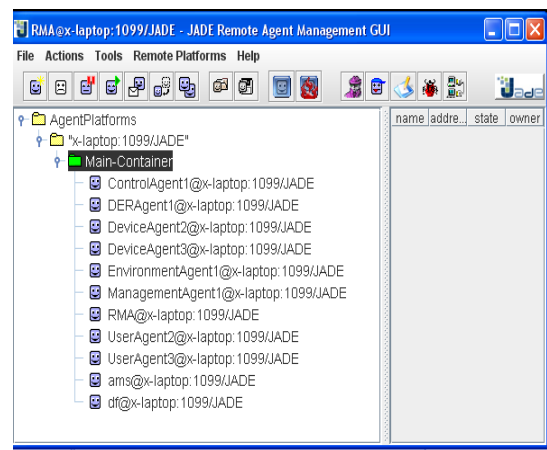 RMA@x-laptop:1099/JADE - JADE Remote Agent Management GUI
File Actions Tools Remote Platforms Help
Jade
AgentPlatforms
name addre... state owner
"x-laptop:1099/JADE"
Main-Container
ControlAgent1@x-laptop:1099/JADE
DERAgent1@x-laptop:1099/JADE
DeviceAgent2@x-laptop:1099/JADE
DeviceAgent3@x-laptop:1099/JADE
EnvironmentAgent1@x-laptop:1099/JADE
ManagementAgent1@x-laptop:1099/JADE
RMA@x-laptop:1099/JADE
UserAgent2@x-laptop:1099/JADE
UserAgent3@x-laptop:1099/JADE
ams@x-laptop:1099/JADE
df@x-laptop:1099/JADE